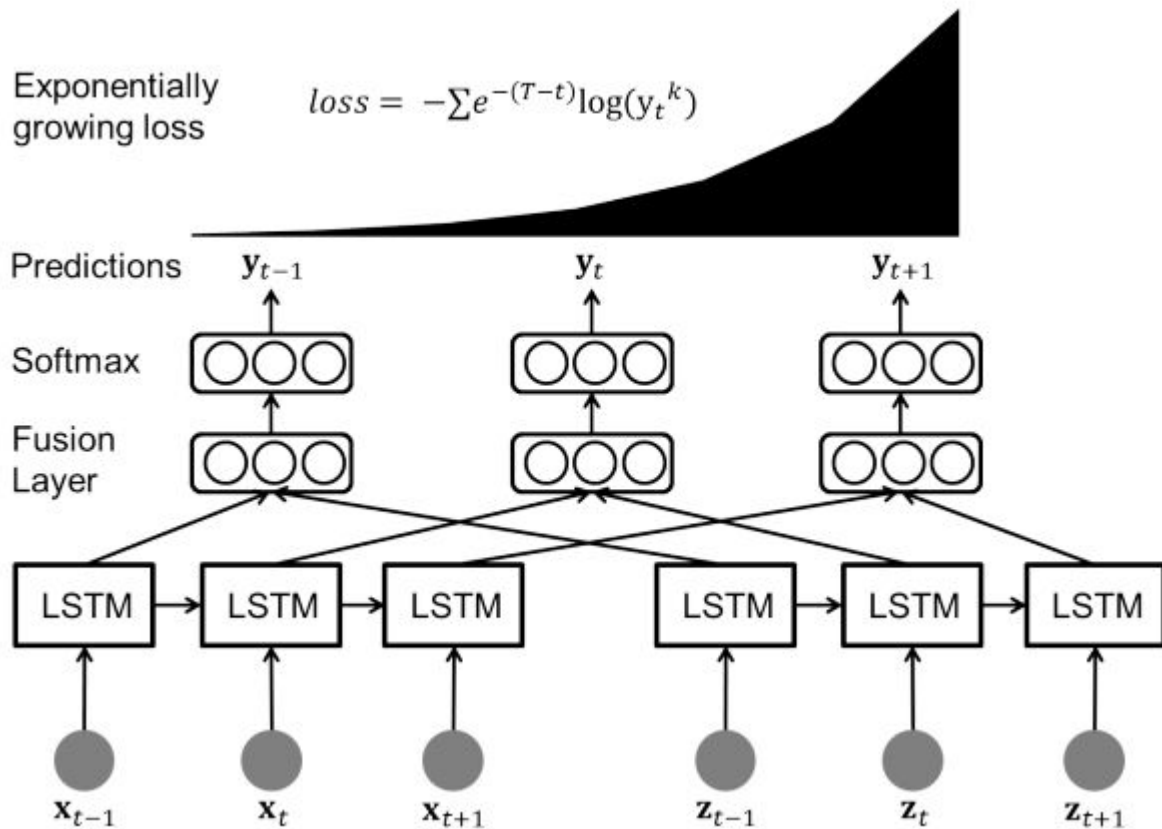 Exponentially
growing loss
loss = −∑e^{−(T−t)}log(y_t^k)
Predictions y_{t−1} y_t y_{t+1}
Softmax
Fusion
Layer
LSTM LSTM LSTM LSTM LSTM LSTM
x_{t−1} x_t x_{t+1} z_{t−1} z_t z_{t+1}